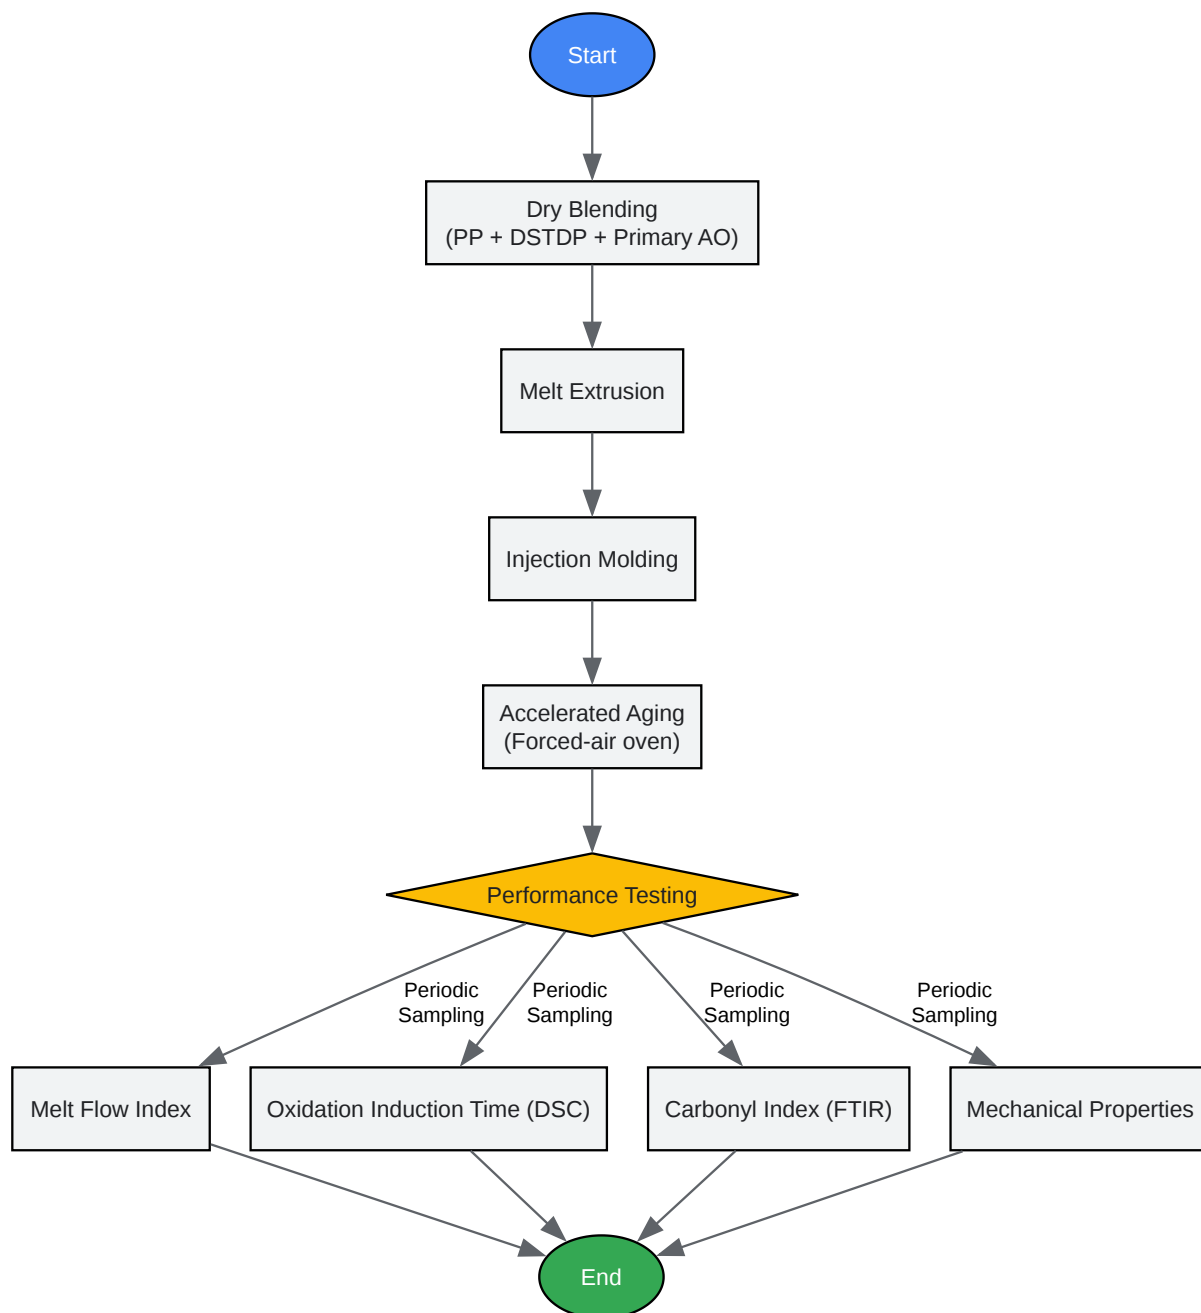 Start
Dry Blending
(PP + DSTDP + Primary AO)
Melt Extrusion
Injection Molding
Accelerated Aging
(Forced-air oven)
Performance Testing
Periodic
Sampling
Periodic
Sampling
Periodic
Sampling
Periodic
Sampling
Melt Flow Index
Oxidation Induction Time (DSC)
Carbonyl Index (FTIR)
Mechanical Properties
End